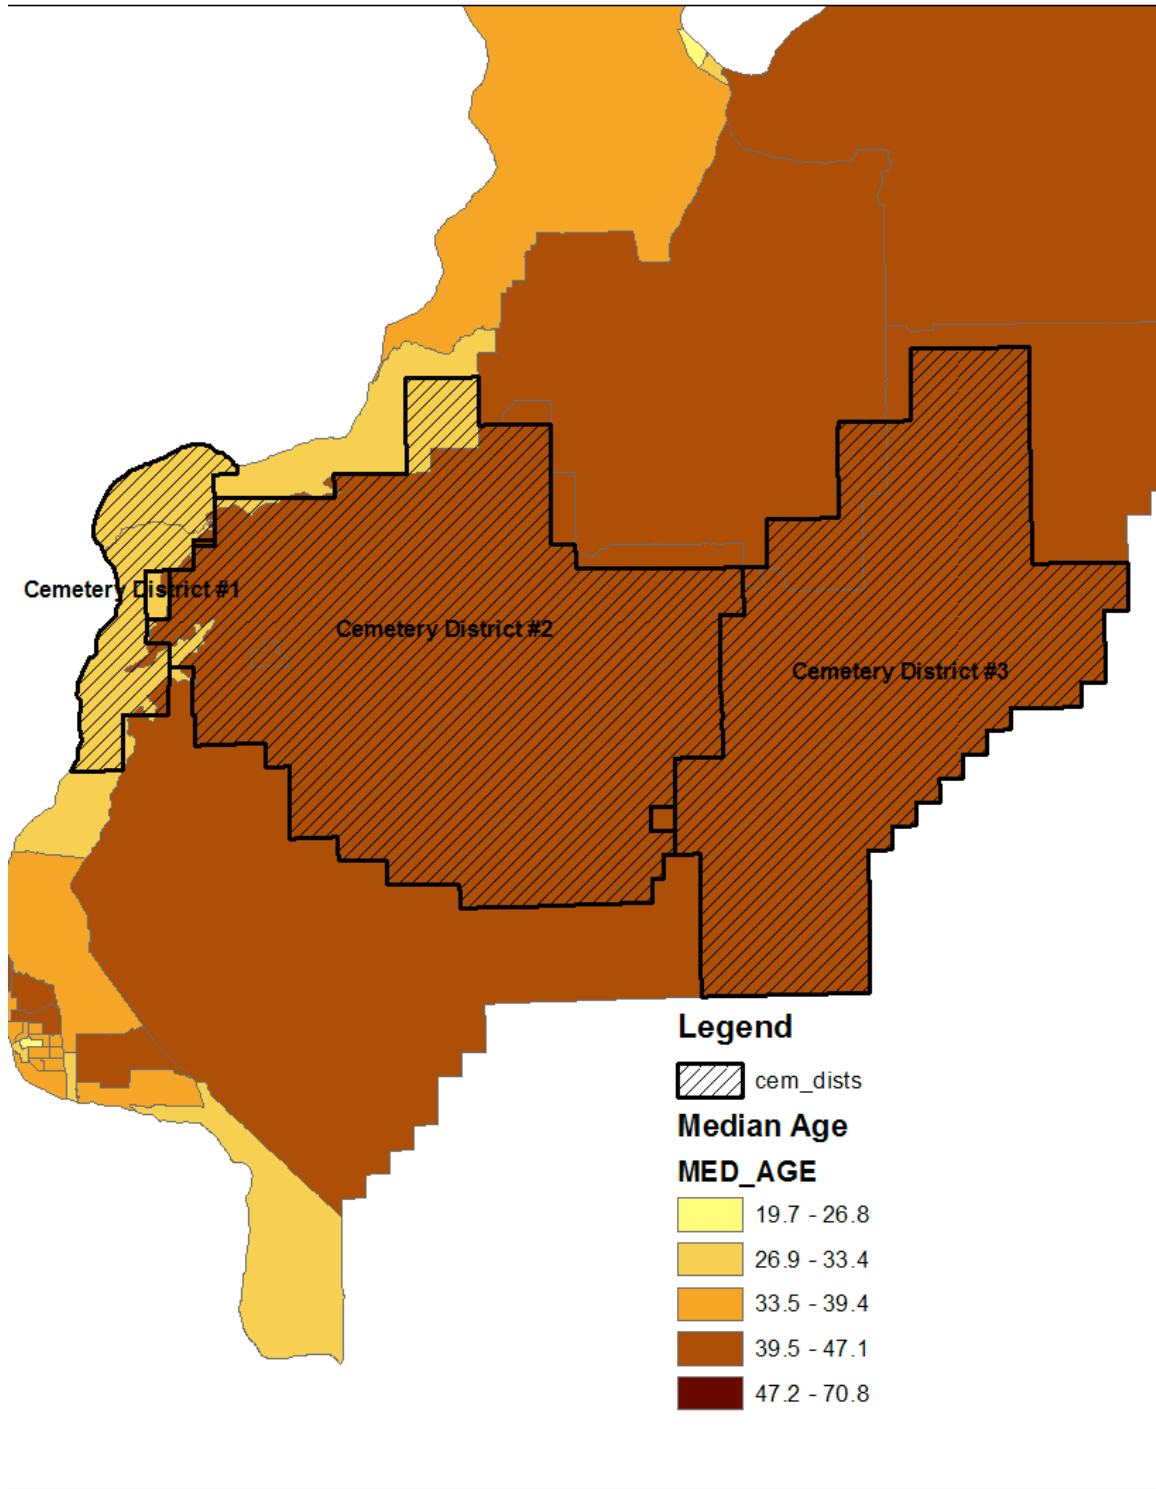 Cemetery District #1
Cemetery District #2
Cemetery District #3
Legend
cem_dists
Median Age
MED_AGE
19.7 - 26.8
26.9 - 33.4
33.5 - 39.4
39.5 - 47.1
47.2 - 70.8